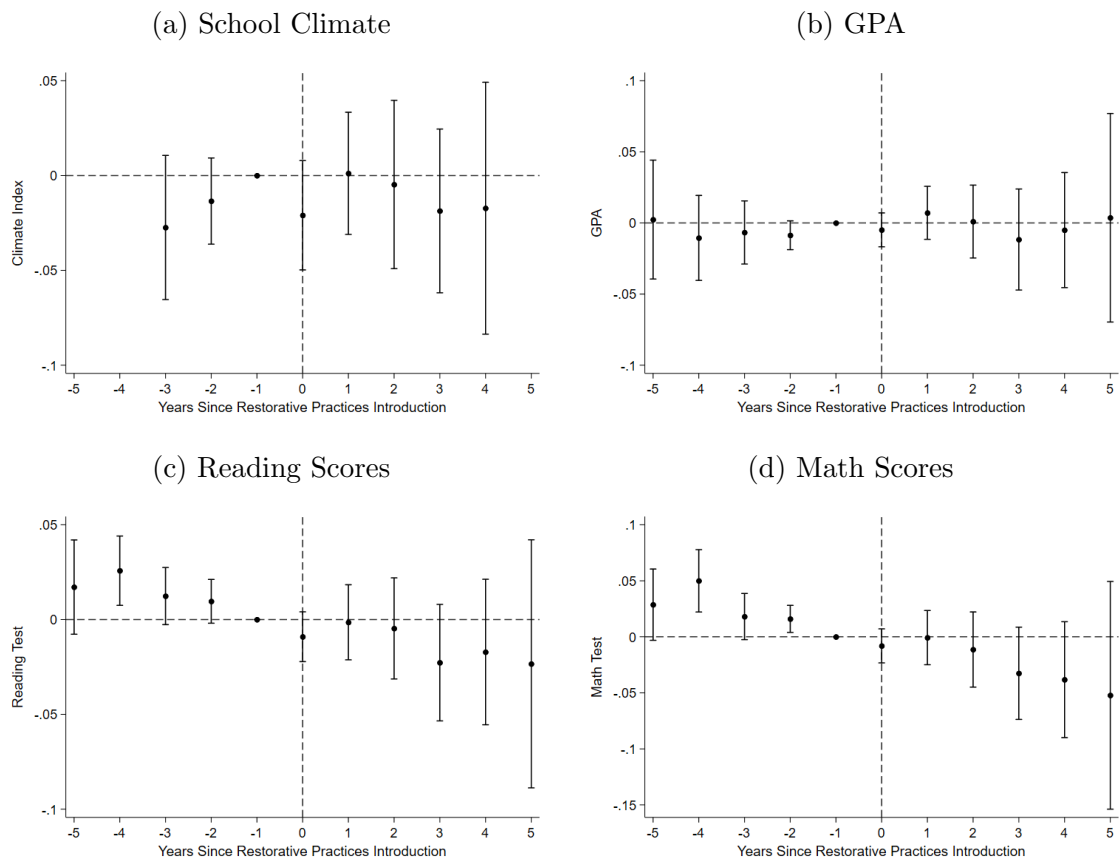 (a) School Climate
.05
0
-.05
-.1
Climate Index
-5 -4 -3 -2 -1 0 1 2 3 4 5
Years Since Restorative Practices Introduction
(b) GPA
.1
.05
0
-.05
-.1
GPA
-5 -4 -3 -2 -1 0 1 2 3 4 5
Years Since Restorative Practices Introduction
(c) Reading Scores
.05
0
-.05
-.1
Reading Test
-5 -4 -3 -2 -1 0 1 2 3 4 5
Years Since Restorative Practices Introduction
(d) Math Scores
.1
.05
0
-.05
-.1
-.15
Math Test
-5 -4 -3 -2 -1 0 1 2 3 4 5
Years Since Restorative Practices Introduction